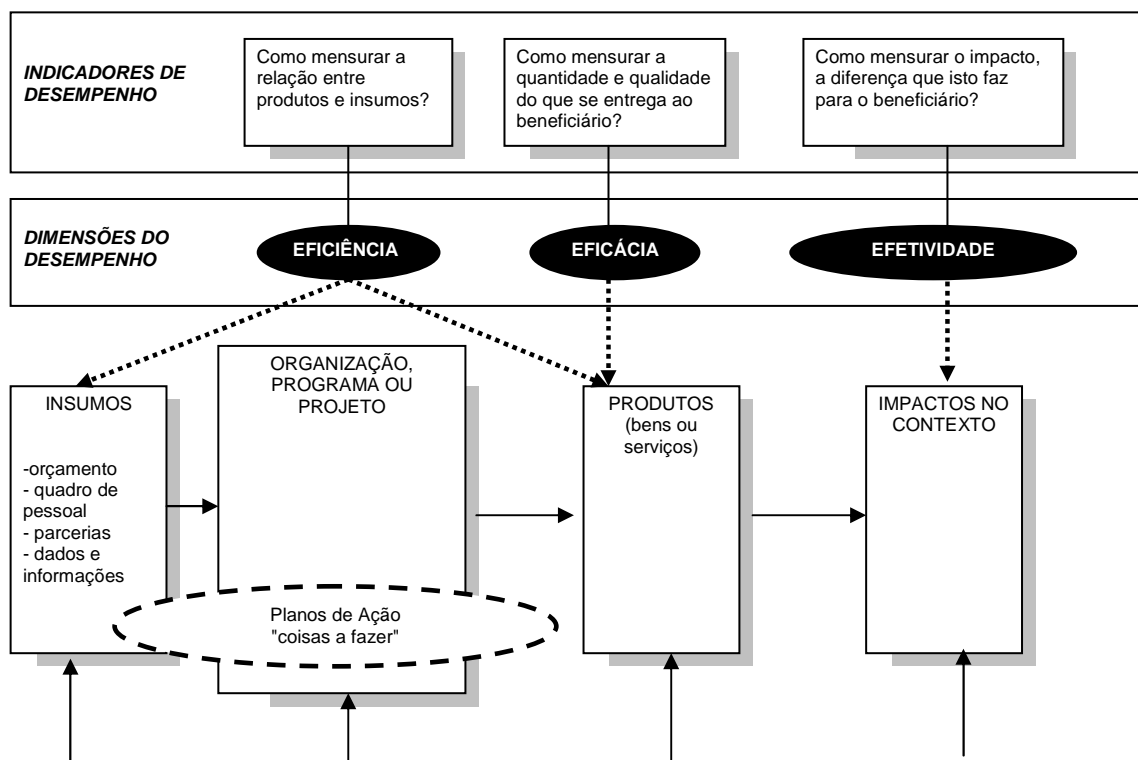 INDICADORES DE
DESEMPENHO
Como mensurar a
relação entre
produtos e insumos?
Como mensurar a
quantidade e qualidade
do que se entrega ao
beneficiário?
Como mensurar o impacto,
a diferença que isto faz
para o beneficiário?
DIMENSÕES DO
DESEMPENHO
EFICIÊNCIA
EFICÁCIA
EFETIVIDADE
INSUMOS
-orçamento
- quadro de
pessoal
- parcerias
- dados e
informações
ORGANIZAÇÃO,
PROGRAMA OU
PROJETO
Planos de Ação
"coisas a fazer"
PRODUTOS
(bens ou
serviços)
IMPACTOS NO
CONTEXTO